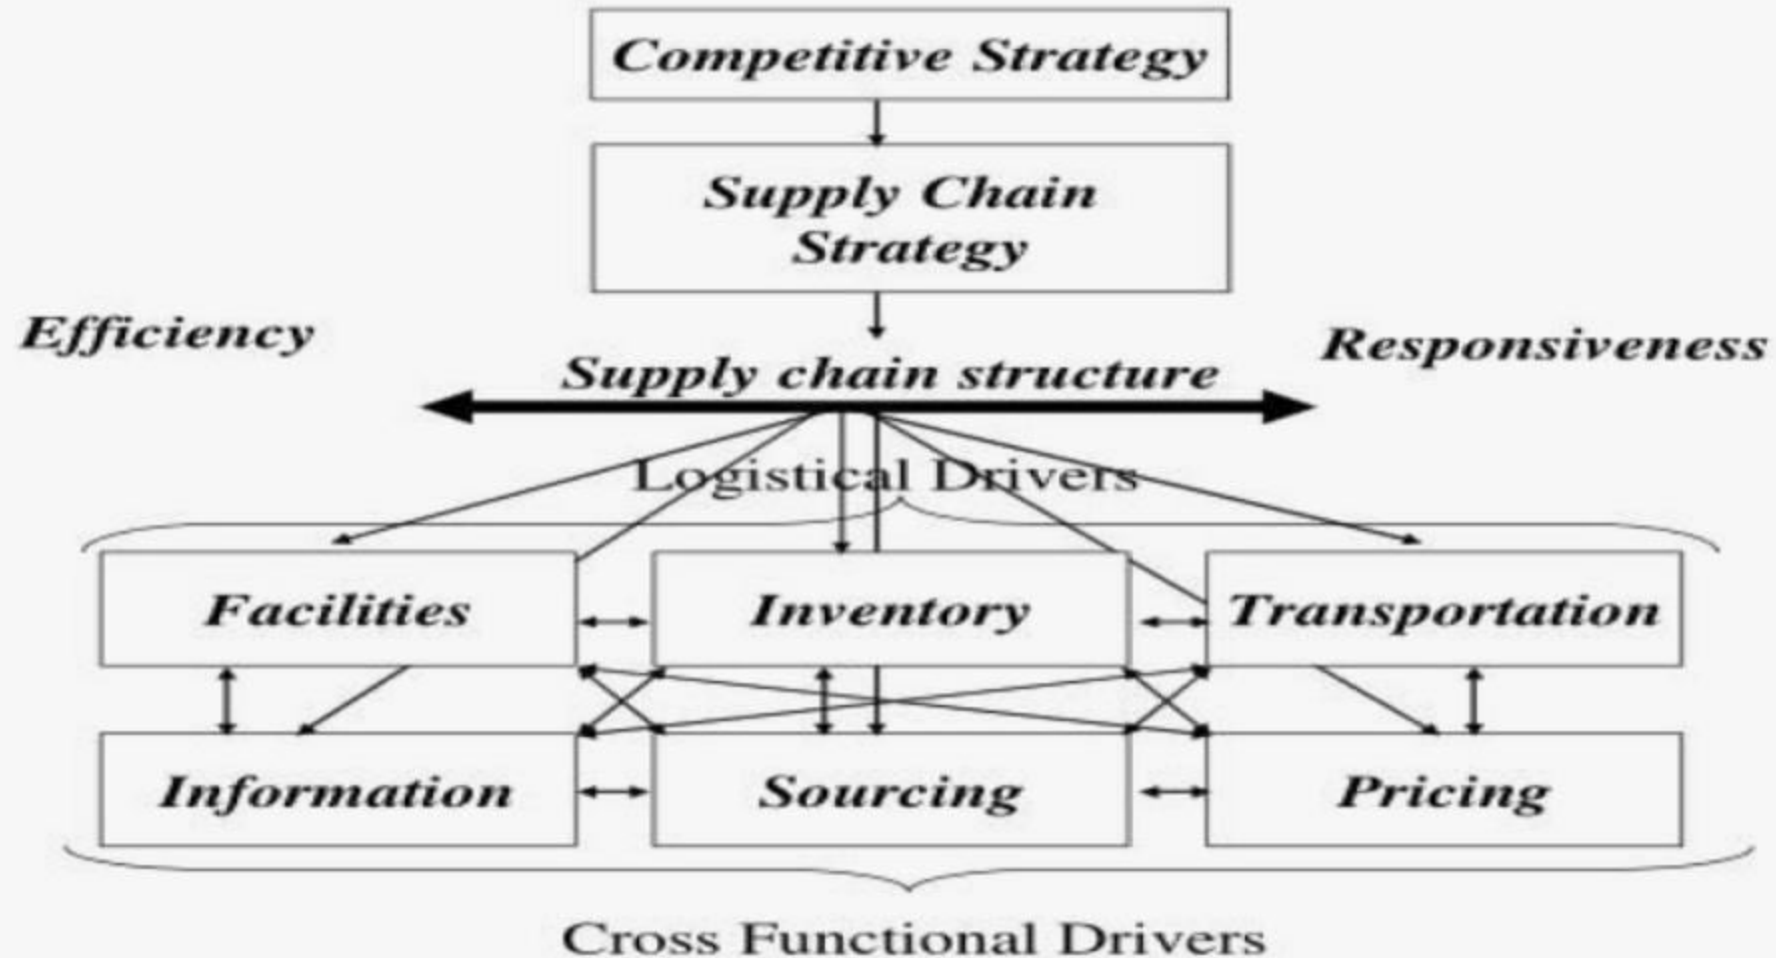 Competitive Strategy
Supply Chain
Strategy
Efficiency
Responsiveness
Supply chain structure
Logistical Drivers
Facilities
Inventory
Transportation
Information
Sourcing
Pricing
Cross Functional Drivers